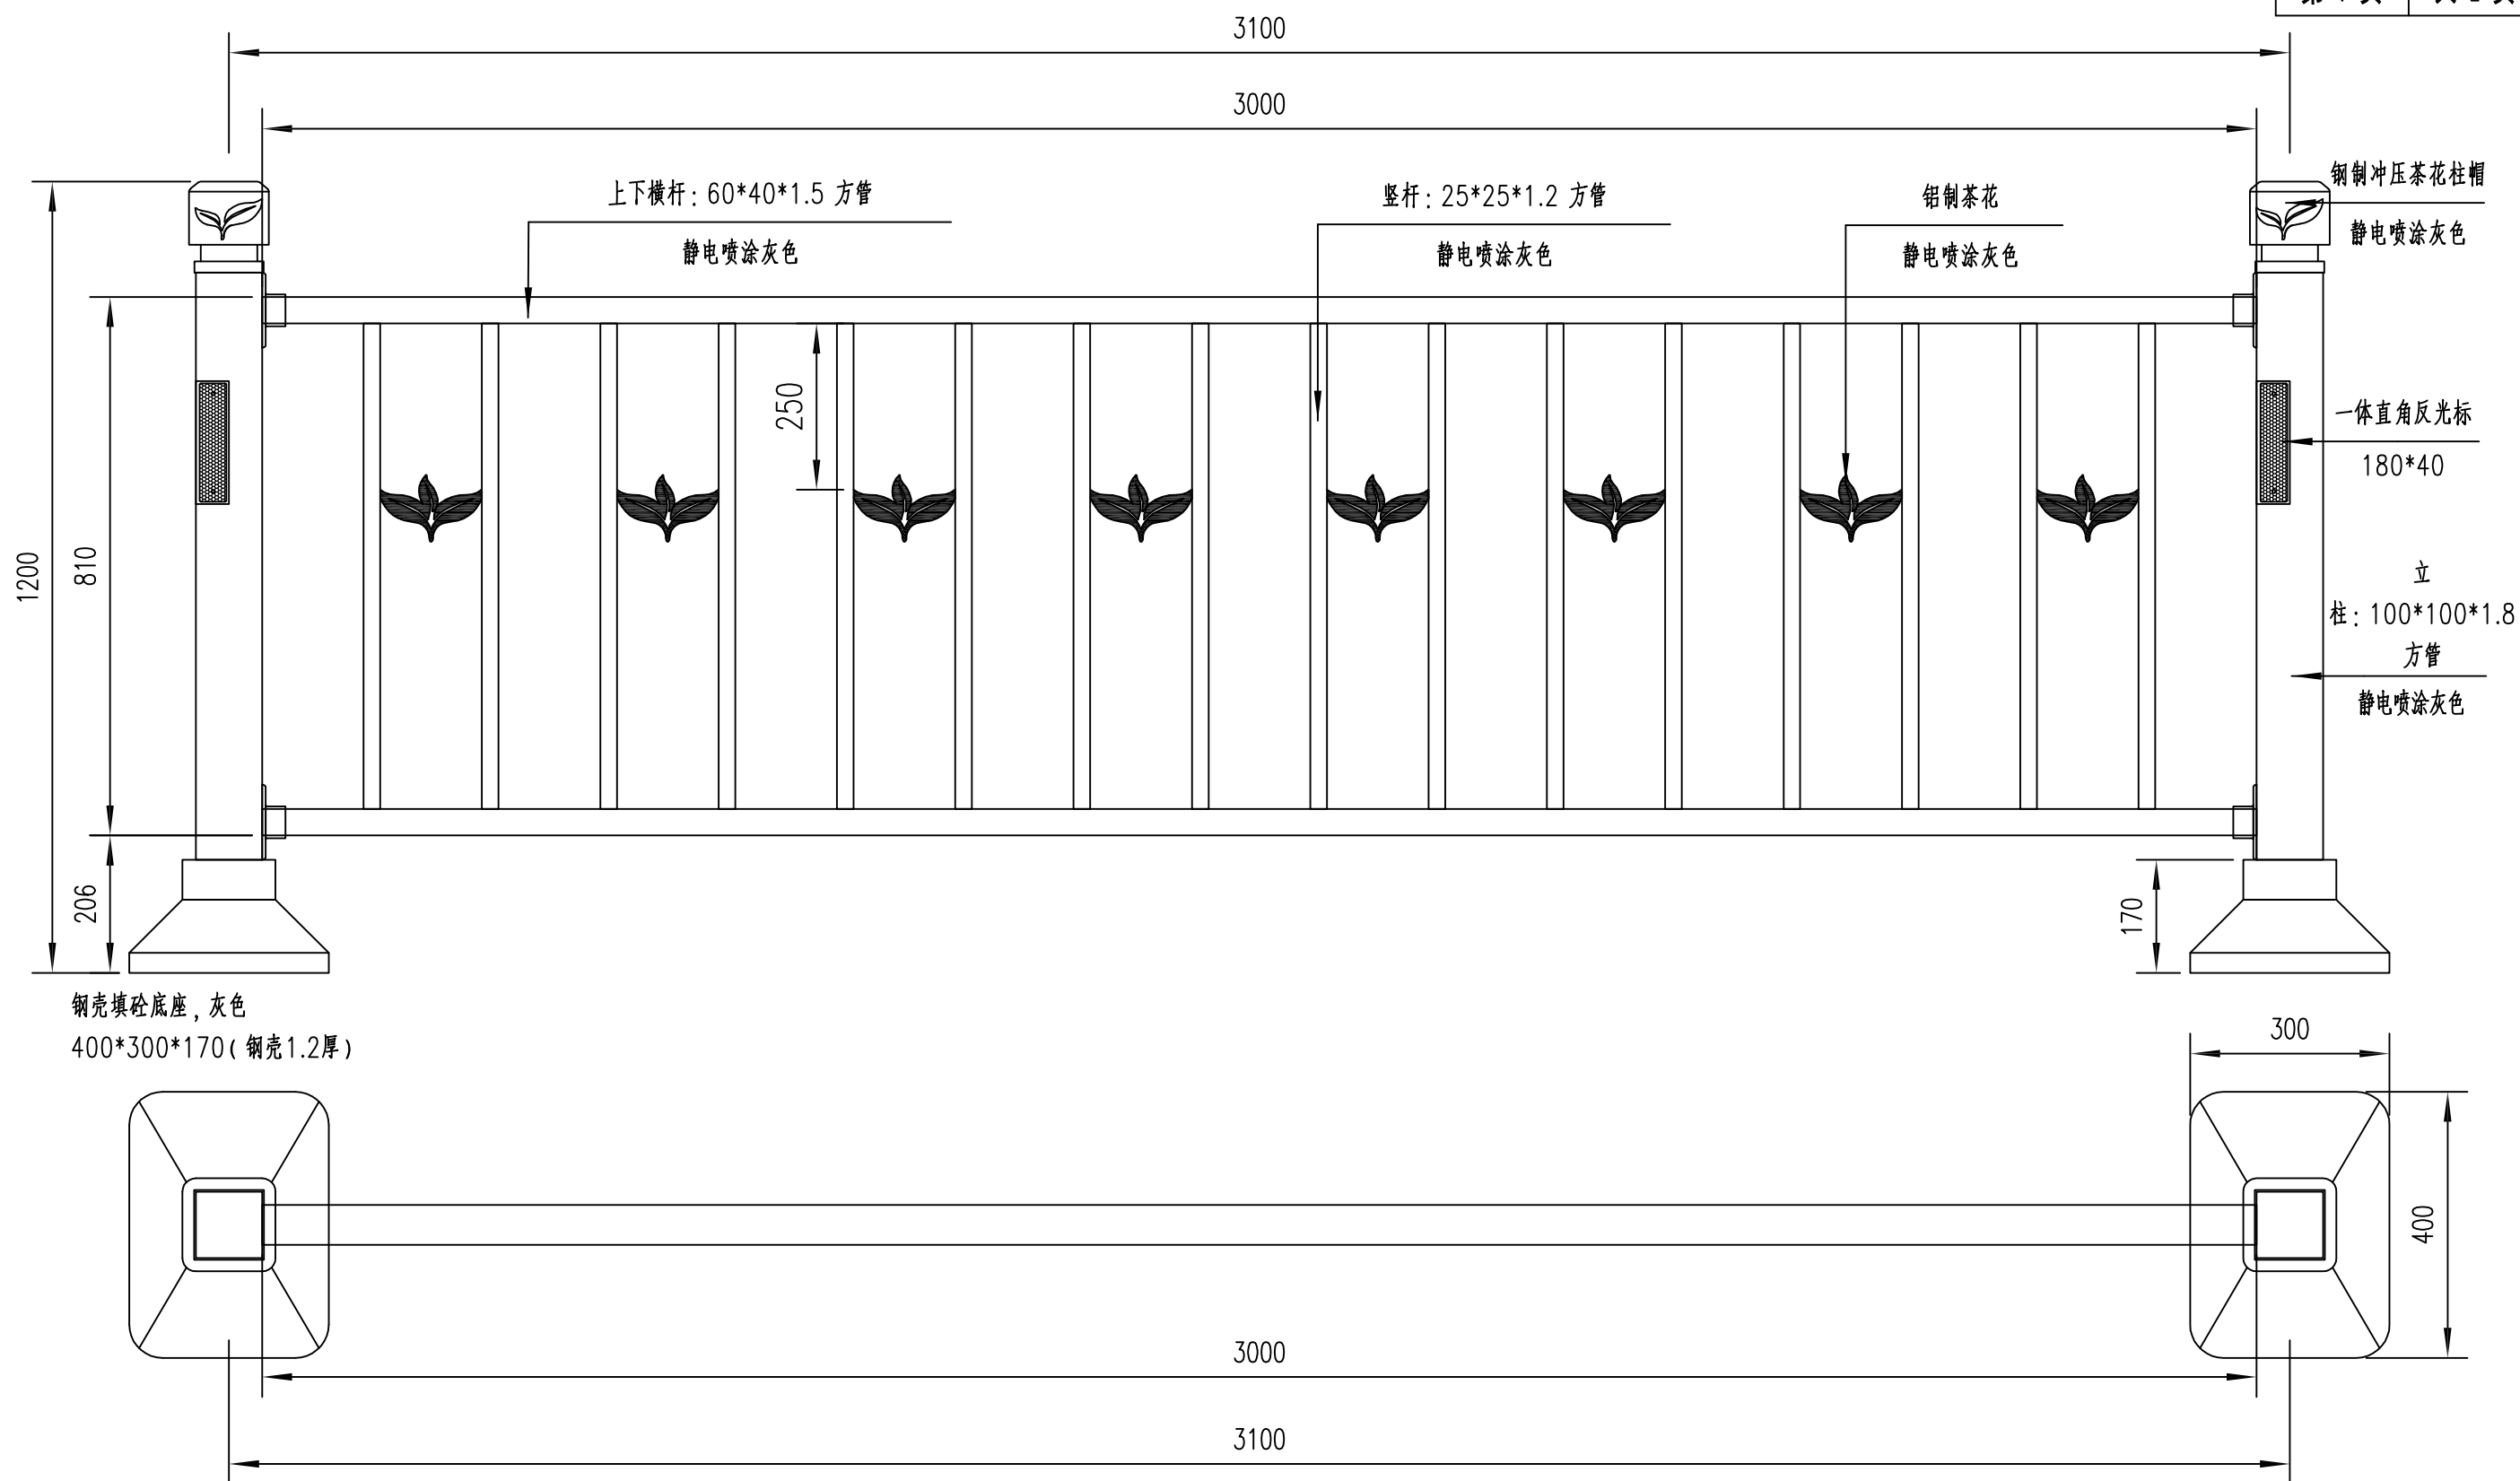 3100
3000
上下横杆：60*40*1.5 方管
静电喷涂灰色
竖杆：25*25*1.2 方管
静电喷涂灰色
铝制茶花
静电喷涂灰色
钢制冲压茶花柱帽
静电喷涂灰色
250
一体直角反光标
180*40
1200
810
立
柱：100*100*1.8
方管
静电喷涂灰色
206
170
钢壳填砼底座，灰色
400*300*170(钢壳1.2厚)
300
400
3000
3100